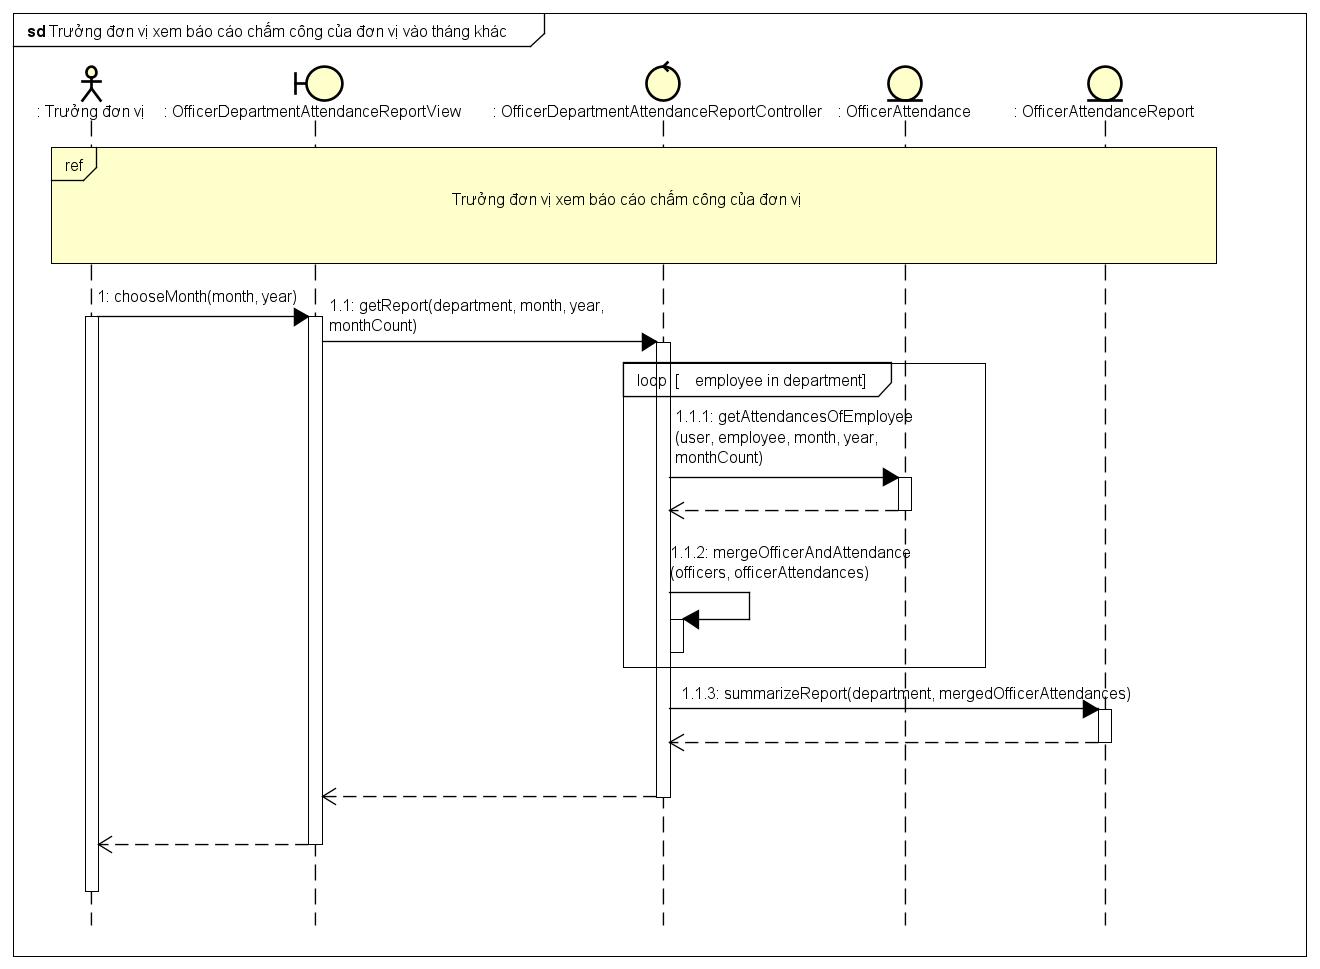 sd Trưởng đơn vị xem báo cáo chấm công của đơn vị vào tháng khác
: Trưởng đơn vị
: OfficerDepartmentAttendanceReportView
: OfficerDepartmentAttendanceReportController
: OfficerAttendance
: OfficerAttendanceReport
ref
Trưởng đơn vị xem báo cáo chấm công của đơn vị
1: chooseMonth(month, year)
1.1: getReport(department, month, year,
monthCount)
loop [ employee in department]
1.1.1: getAttendancesOfEmployee
(user, employee, month, year,
monthCount)
1.1.2: mergeOfficerAndAttendance
(officers, officerAttendances)
1.1.3: summarizeReport(department, mergedOfficerAttendances)